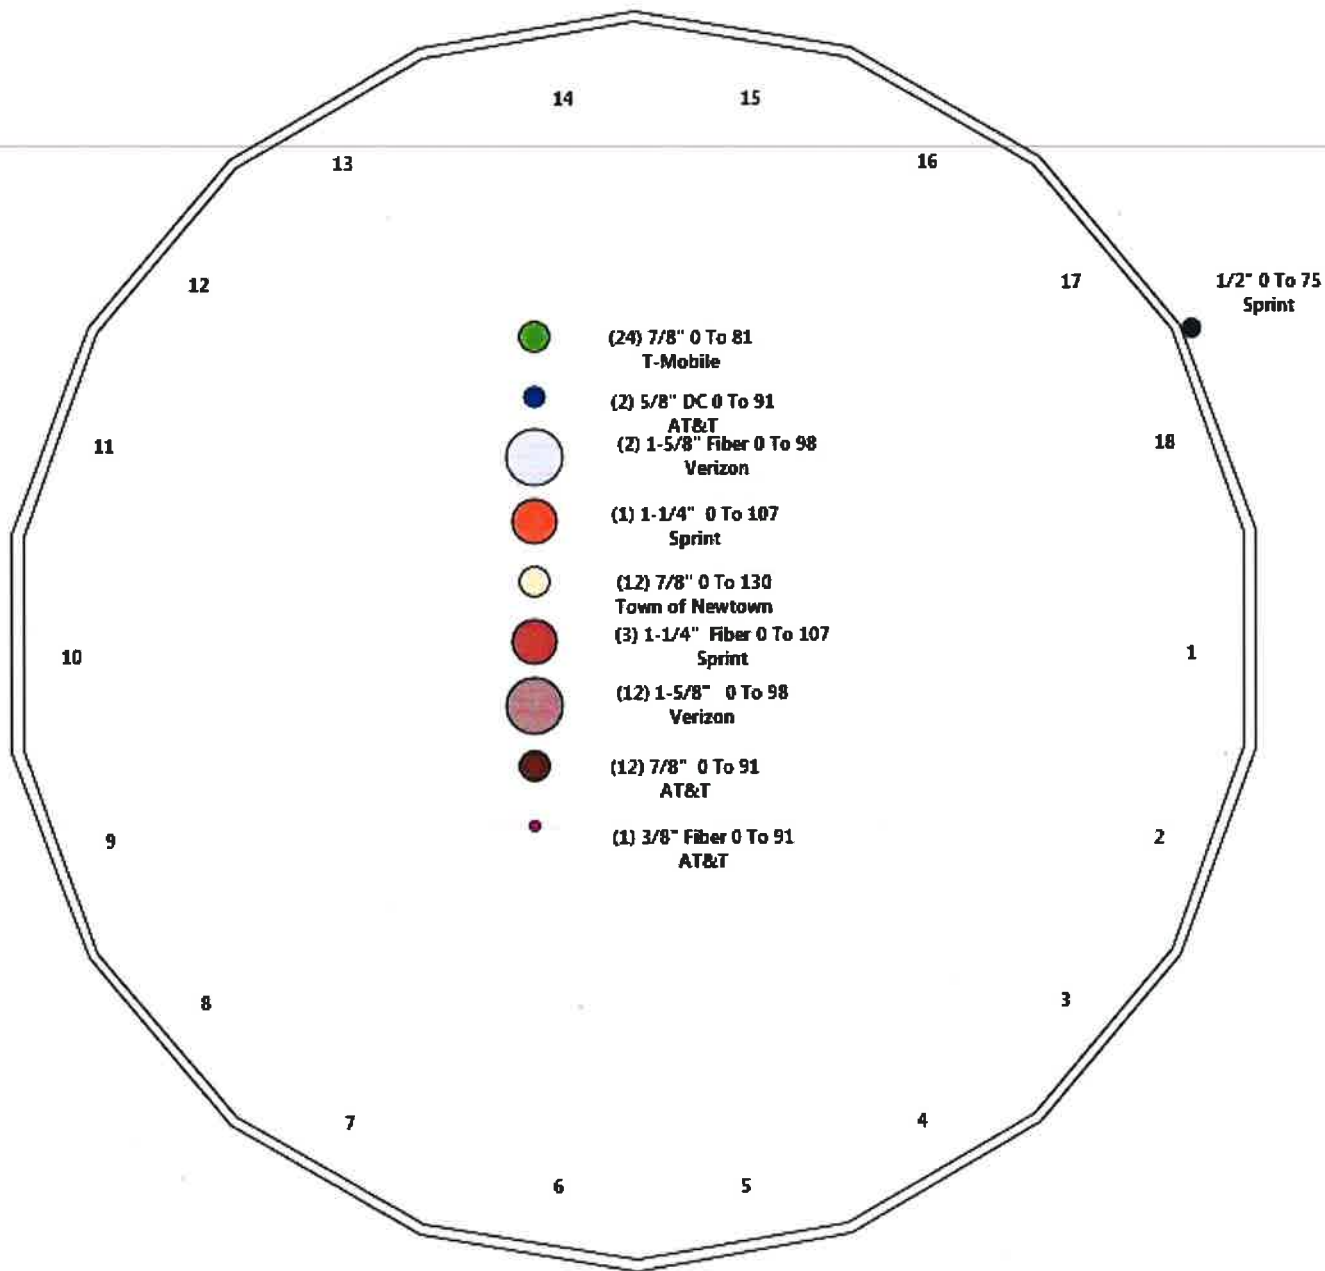 14 15
13 16
12 17
1/2" 0 To 75
Sprint
(24) 7/8" 0 To 81
T-Mobile
(2) 5/8" DC 0 To 91
AT&T
11 18
(2) 1-5/8" Fiber 0 To 98
Verizon
(1) 1-1/4" 0 To 107
Sprint
(12) 7/8" 0 To 130
Town of Newtown
(3) 1-1/4" Fiber 0 To 107
Sprint
10 1
(12) 1-5/8" 0 To 98
Verizon
(12) 7/8" 0 To 91
AT&T
(1) 3/8" Fiber 0 To 91
AT&T
9 2
8 3
7 4
6 5